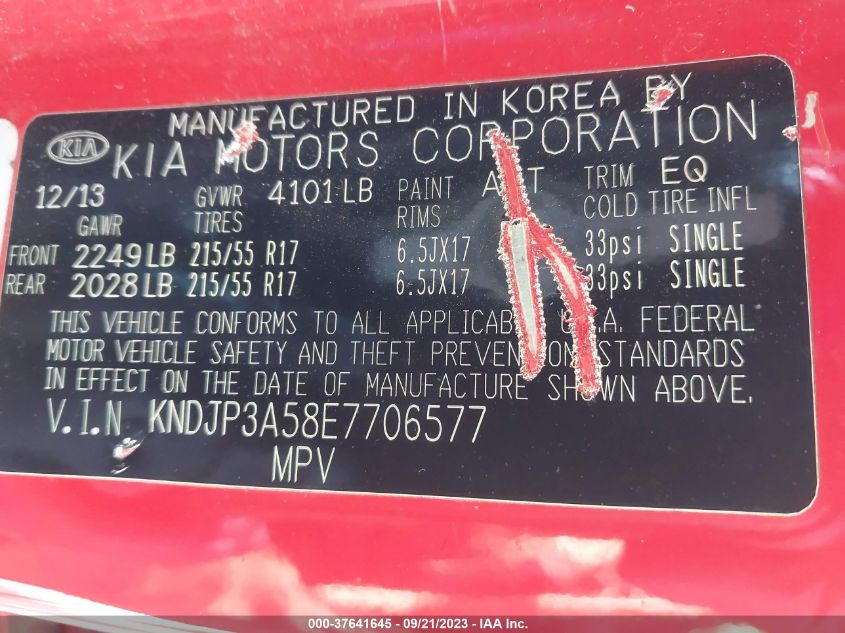 MANUFACTURED IN KOREA BY
KIA KIA MOTORS CORPORATION
12/13 GVWR 4101 LB PAINT TRIM EQ
GAWR TIRES RIMS COLD TIRE INFL
FRONT 2249LB 215/55 R17 6.5JX17 33psi SINGLE
REAR 2028LB 215/55 R17 6.5JX17 33psi SINGLE
THIS VEHICLE CONFORMS TO ALL FEDERAL
MOTOR VEHICLE SAFETY AND THEFT PREVENTION STANDARDS
IN EFFECT ON THE DATE OF MANUFACTURE SHOWN ABOVE.
V.I.N KNDJP3A58E7706577
MPV
000-37641645 / 09/21/2023 - IAA Inc.